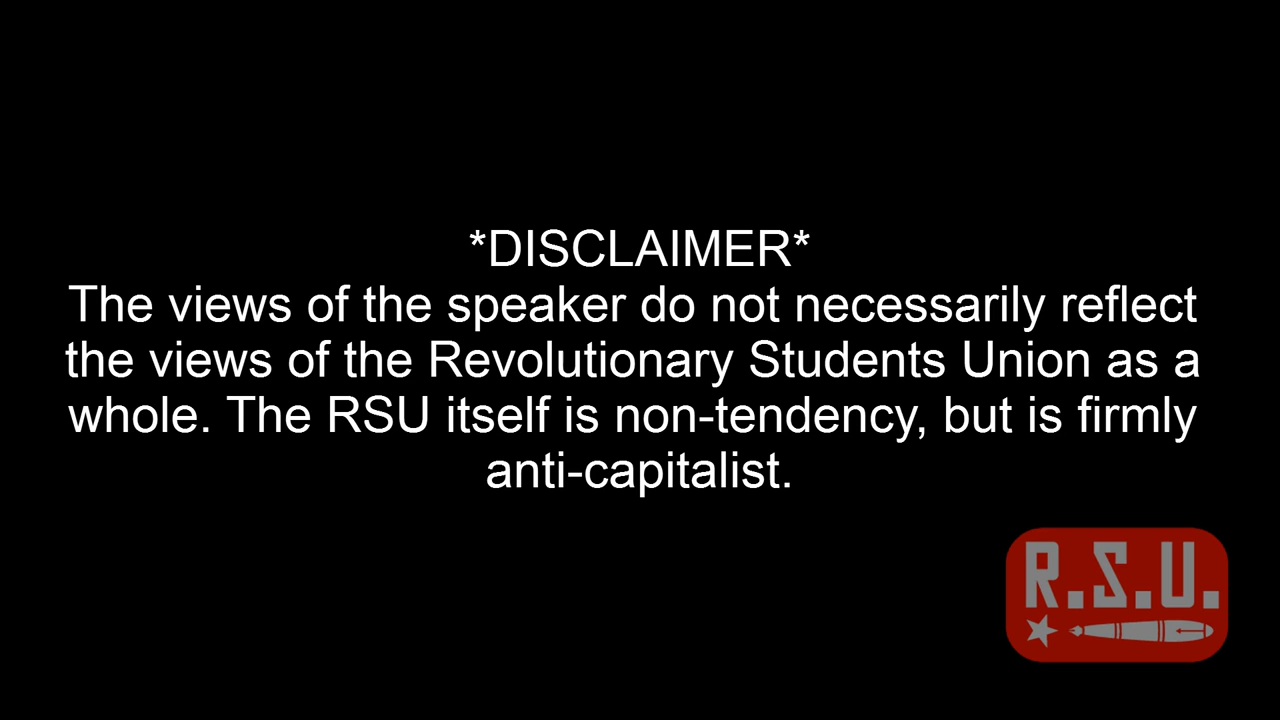 *DISCLAIMER*
The views of the speaker do not necessarily reflect
the views of the Revolutionary Students Union as a
whole. The RSU itself is non-tendency, but is firmly
anti-capitalist.
R.S.U.